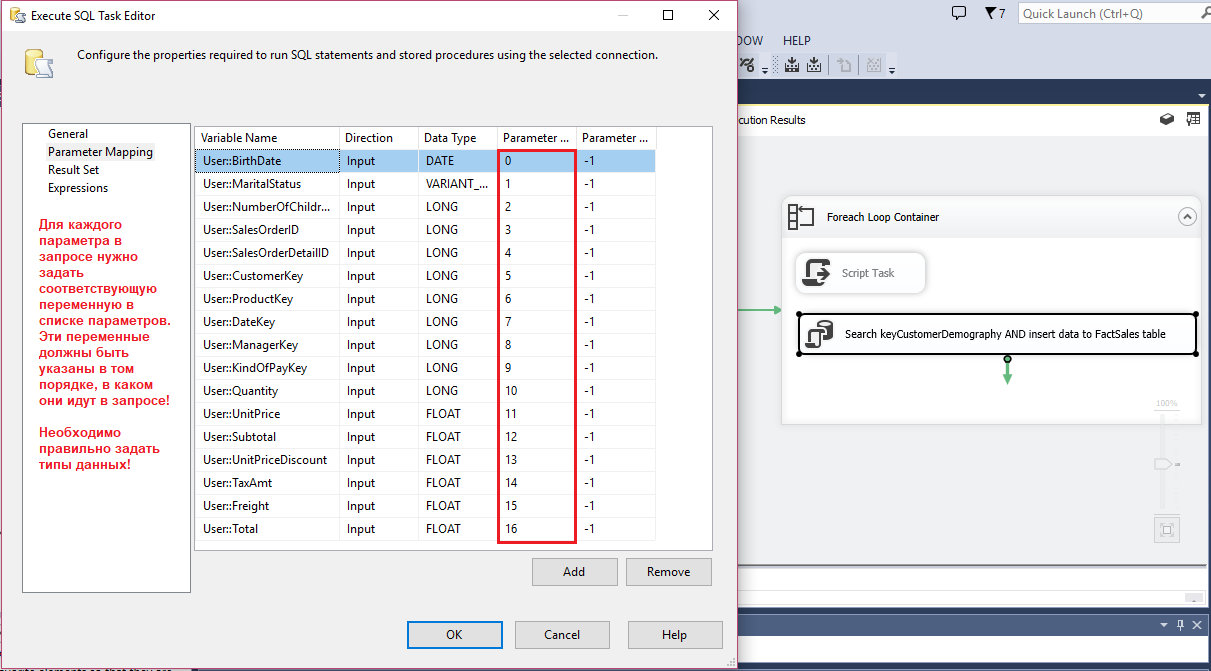 Execute SQL Task Editor
7
Quick Launch (Ctrl+Q)
Configure the properties required to run SQL statements and stored procedures using the selected connection.
DOW HELP
cution Results
General
Parameter Mapping
Result Set
Expressions
Для каждого
параметра в
запросе нужно
задать
соответствующую
переменную в
списке параметров.
Эти переменные
должны быть
указаны в том
порядке, в каком
они идут в запросе!
Необходимо
правильно задать
типы данных!
Variable Name Direction Data Type Parameter ... Parameter ...
User::BirthDate Input DATE 0 -1
User::MaritalStatus Input VARIANT_... 1 -1
User::NumberOfChildr... Input LONG 2 -1
User::SalesOrderID Input LONG 3 -1
User::SalesOrderDetailID Input LONG 4 -1
User::CustomerKey Input LONG 5 -1
User::ProductKey Input LONG 6 -1
User::DateKey Input LONG 7 -1
User::ManagerKey Input LONG 8 -1
User::KindOfPayKey Input LONG 9 -1
User::Quantity Input LONG 10 -1
User::UnitPrice Input FLOAT 11 -1
User::Subtotal Input FLOAT 12 -1
User::UnitPriceDiscount Input FLOAT 13 -1
User::TaxAmt Input FLOAT 14 -1
User::Freight Input FLOAT 15 -1
User::Total Input FLOAT 16 -1
Add Remove
OK Cancel Help
Foreach Loop Container
Script Task
Search keyCustomerDemography AND insert data to FactSales table
100%